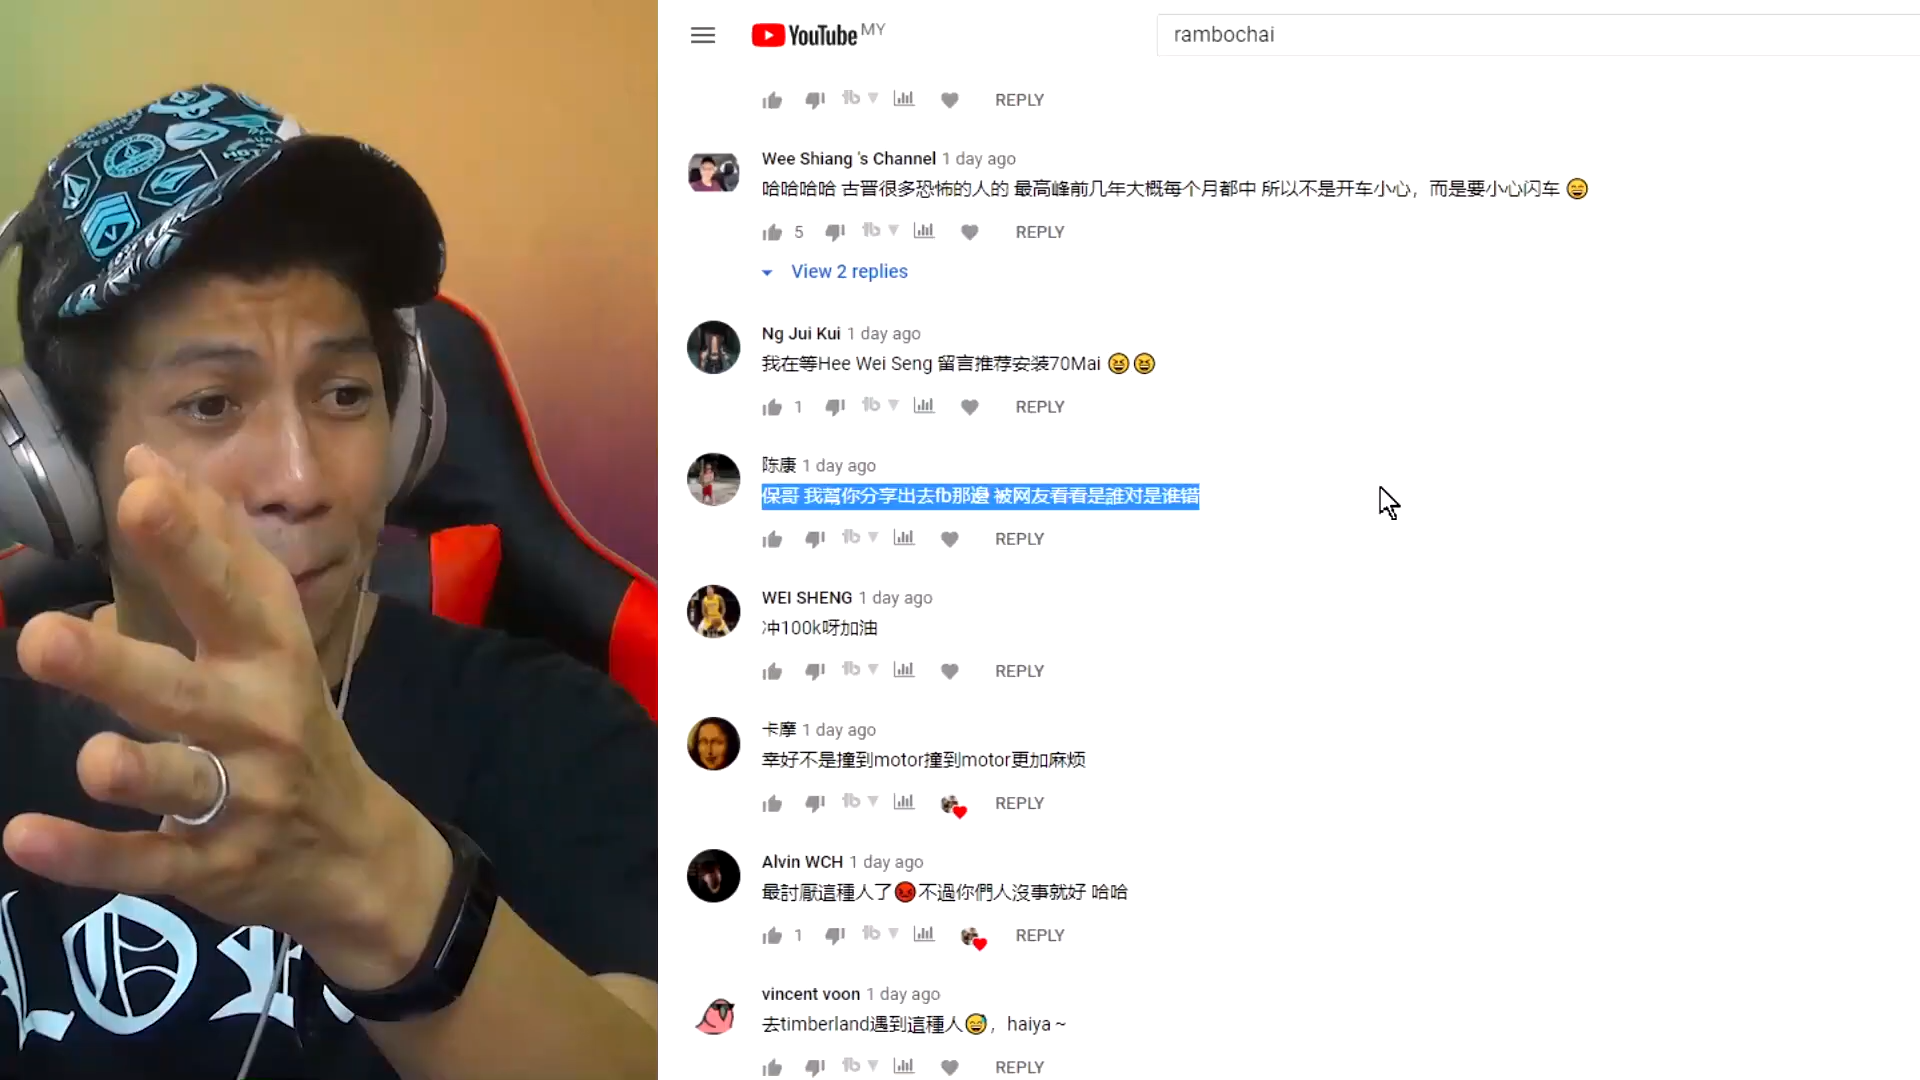 YouTube MY
rambochai
REPLY
Wee Shiang 's Channel 1 day ago
哈哈哈哈 古晋很多恐怖的人的 最高峰前几年大概每个月都中 所以不是开车小心，而是要小心闪车 😄
5 REPLY
View 2 replies
Ng Jui Kui 1 day ago
我在等Hee Wei Seng 留言推荐安装70Mai 😆😆
1 REPLY
陈康 1 day ago
保哥 我幫你分享出去fb那邊 被网友看看是誰对是谁错
REPLY
WEI SHENG 1 day ago
冲100k呀加油
REPLY
卡摩 1 day ago
幸好不是撞到motor撞到motor更加麻烦
REPLY
Alvin WCH 1 day ago
最討厭這種人了😡不過你們人沒事就好 哈哈
1 REPLY
vincent voon 1 day ago
去timberland遇到這種人😅，haiya ~
REPLY